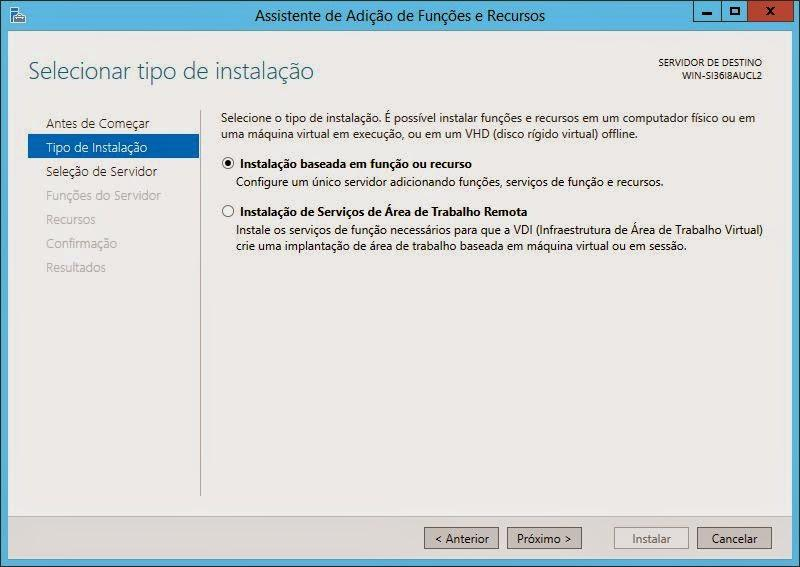 Assistente de Adição de Funções e Recursos
Selecionar tipo de instalação
SERVIDOR DE DESTINO
WIN-SI36I8AUCL2
Antes de Começar
Tipo de Instalação
Seleção de Servidor
Funções do Servidor
Recursos
Confirmação
Resultados
Selecione o tipo de instalação. É possível instalar funções e recursos em um computador físico ou em
uma máquina virtual em execução, ou em um VHD (disco rígido virtual) offline.
Instalação baseada em função ou recurso
Configure um único servidor adicionando funções, serviços de função e recursos.
Instalação de Serviços de Área de Trabalho Remota
Instale os serviços de função necessários para que a VDI (Infraestrutura de Área de Trabalho Virtual)
crie uma implantação de área de trabalho baseada em máquina virtual ou em sessão.
< Anterior
Próximo >
Instalar
Cancelar